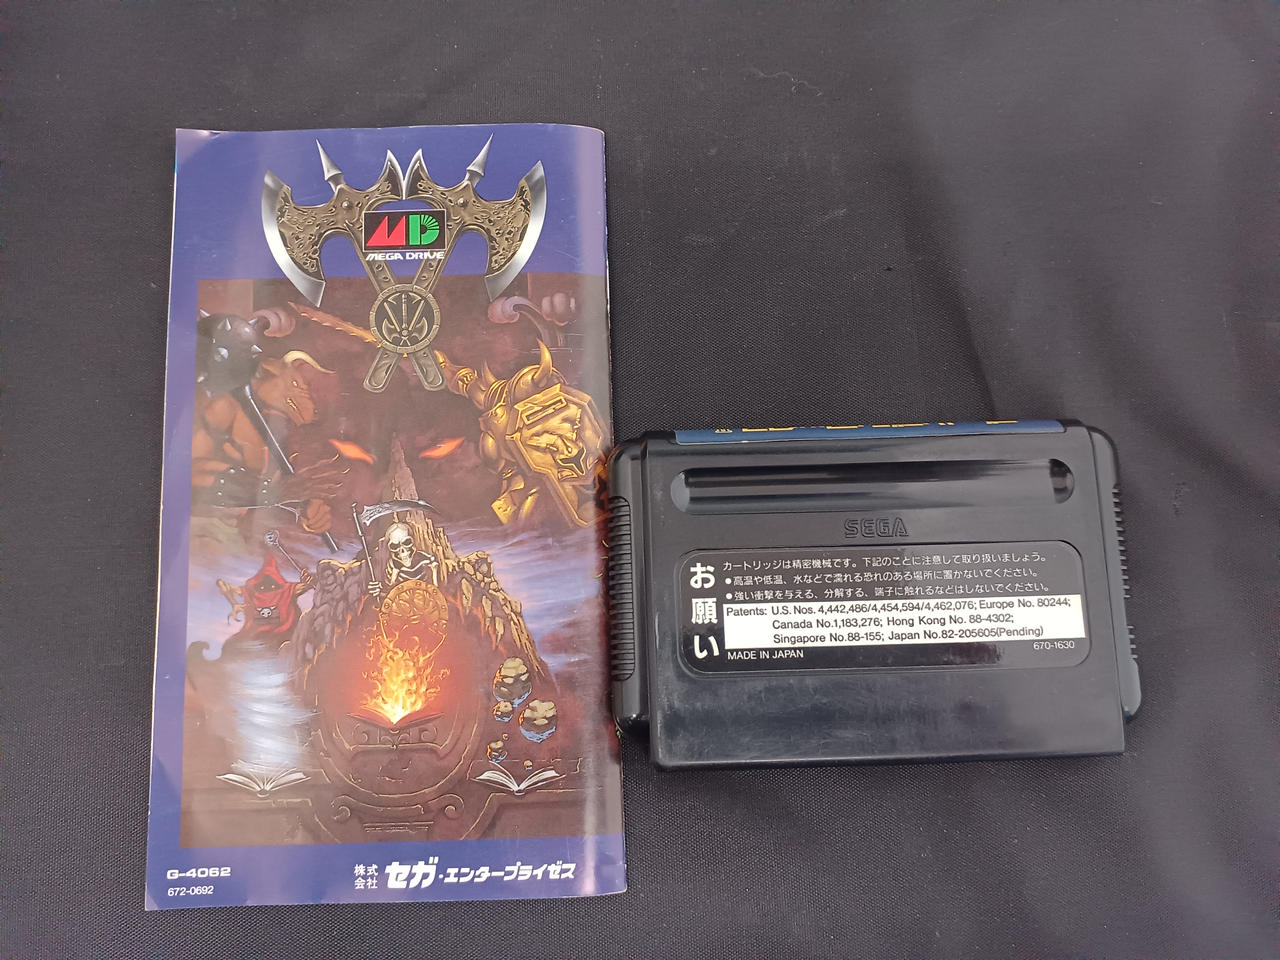 MD
MEGA DRIVE
G-4062
672-0692
株式会社 セガ・エンタープライゼス
SEGA
お願い
カートリッジは精密機械です。下記のことに注意して取り扱いましょう。
●高温や低温、水などで濡れる恐れのある場所に置かないでください。
●強い衝撃を与える、分解する、端子に触れるなどはしないでください。
Patents: U.S. Nos. 4,442,486/4,454,594/4,462,076; Europe No. 80244;
Canada No.1,183,276; Hong Kong No. 88-4302;
Singapore No.88-155; Japan No.82-205605(Pending)
MADE IN JAPAN
670-1630